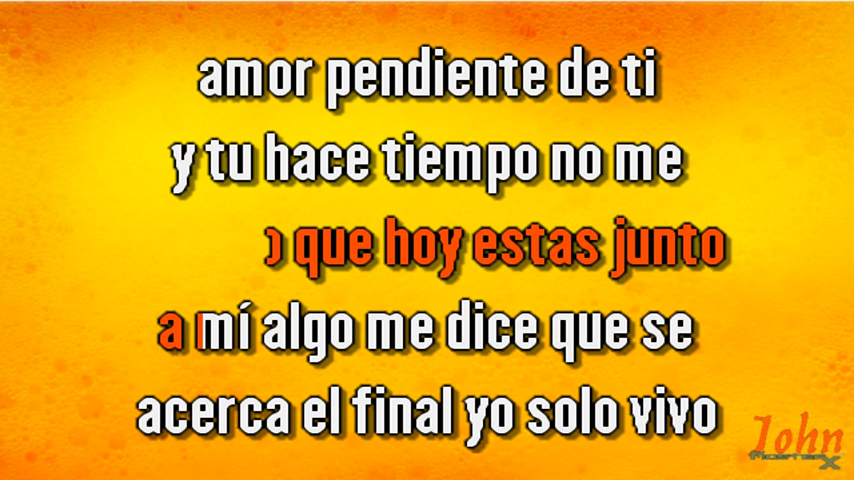 amor pendiente de ti
y tu hace tiempo no me
que hoy estas junto
a mí algo me dice que se
acerca el final yo solo vivo
John